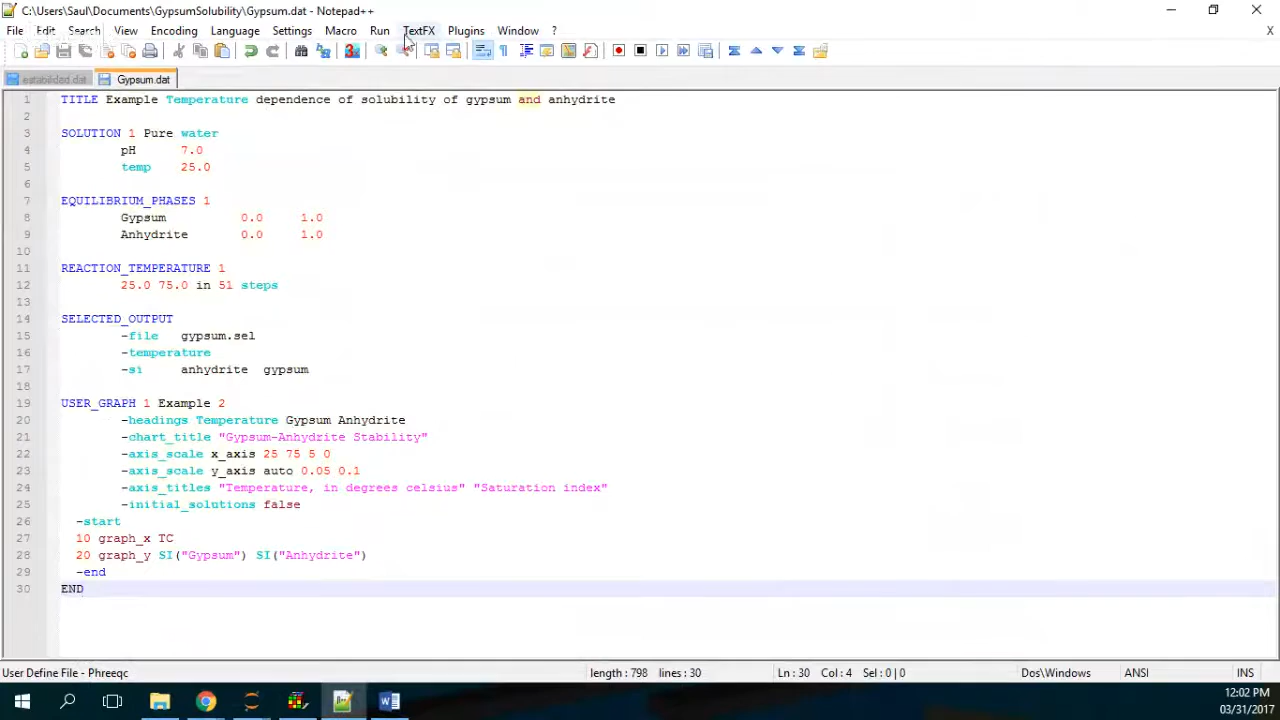 C:\Users\Saul\Documents\GypsumSolubility\Gypsum.dat - Notepad++
File Edit Search View Encoding Language Settings Macro Run TextFX Plugins Window ? X
estabilidad.dat Gypsum.dat
1 TITLE Example Temperature dependence of solubility of gypsum and anhydrite
2
3 SOLUTION 1 Pure water
4 pH 7.0
5 temp 25.0
6
7 EQUILIBRIUM_PHASES 1
8 Gypsum 0.0 1.0
9 Anhydrite 0.0 1.0
10
11 REACTION_TEMPERATURE 1
12 25.0 75.0 in 51 steps
13
14 SELECTED_OUTPUT
15 -file gypsum.sel
16 -temperature
17 -si anhydrite gypsum
18
19 USER_GRAPH 1 Example 2
20 -headings Temperature Gypsum Anhydrite
21 -chart_title "Gypsum-Anhydrite Stability"
22 -axis_scale x_axis 25 75 5 0
23 -axis_scale y_axis auto 0.05 0.1
24 -axis_titles "Temperature, in degrees celsius" "Saturation index"
25 -initial_solutions false
26 -start
27 10 graph_x TC
28 20 graph_y SI("Gypsum") SI("Anhydrite")
29 -end
30 END
User Define File - Phreeqc length : 798 lines : 30 Ln : 30 Col : 4 Sel : 0 | 0 Dos\Windows ANSI INS
12:02 PM
03/31/2017